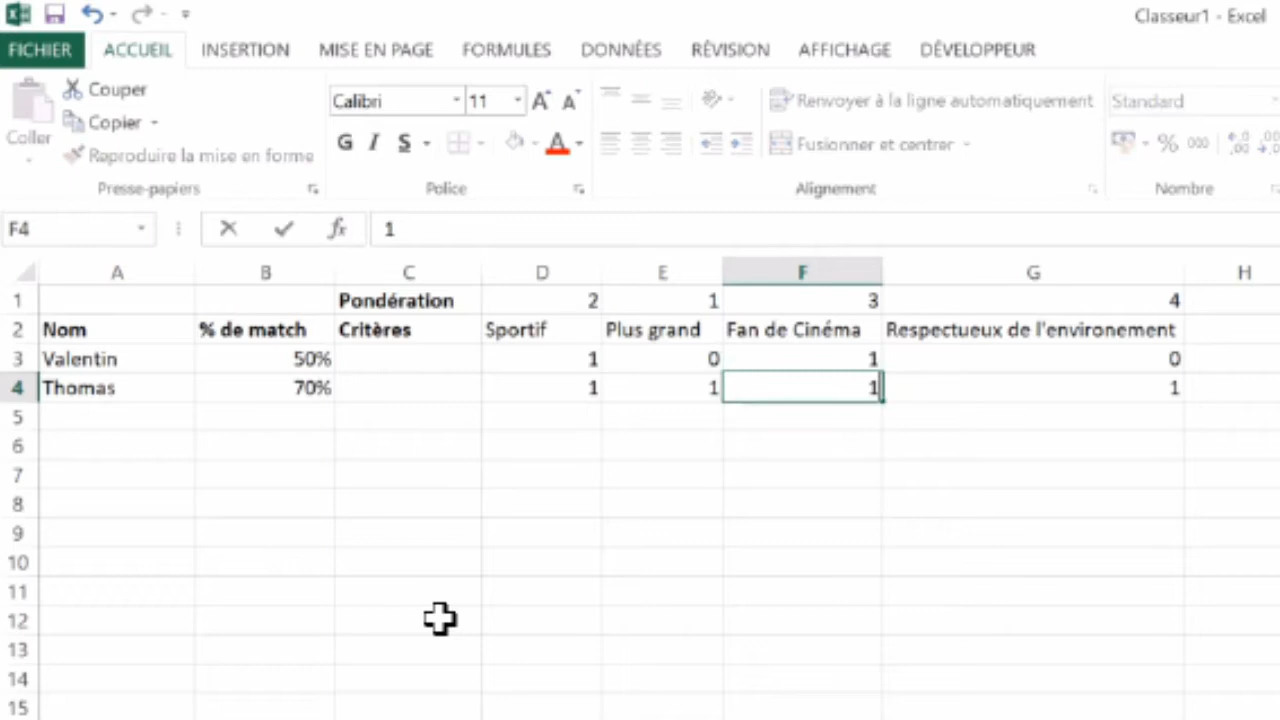 Classeur1 - Excel
FICHIER ACCUEIL INSERTION MISE EN PAGE FORMULES DONNÉES RÉVISION AFFICHAGE DÉVELOPPEUR
Coller Couper Calibri 11 A A Renvoyer à la ligne automatiquement Standard
Copier G I S A Fusionner et centrer % 000
Reproduire la mise en forme
Presse-papiers Police Alignement Nombre
F4 fx 1
A B C D E F G H
1 Pondération 2 1 3 4
2 Nom % de match Critères Sportif Plus grand Fan de Cinéma Respectueux de l'environement
3 Valentin 50% 1 0 1 0
4 Thomas 70% 1 1 1 1
5
6
7
8
9
10
11
12
13
14
15